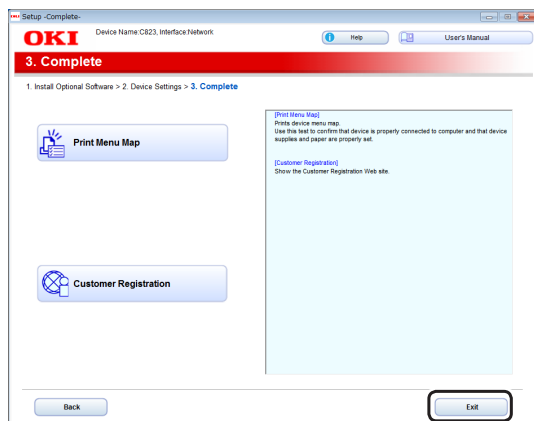 Setup -Complete-
OKI
Device Name:C823, Interface:Network
Help
User's Manual
3. Complete
1. Install Optional Software > 2. Device Settings > 3. Complete
Print Menu Map
[Print Menu Map]
Prints device menu map.
Use this test to confirm that device is properly connected to computer and that device
supplies and paper are properly set.
[Customer Registration]
Show the Customer Registration Web site.
Customer Registration
Back
Exit